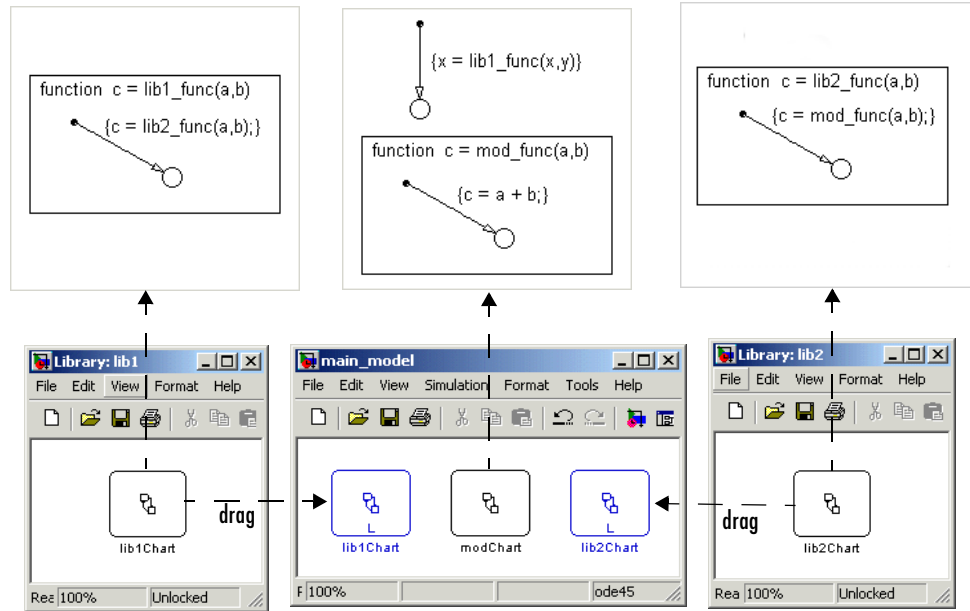 function c = lib1_func(a,b)
{c = lib2_func(a,b);}
{x = lib1_func(x,y)}
function c = mod_func(a,b)
{c = a + b;}
function c = lib2_func(a,b)
{c = mod_func(a,b);}
Library: lib1
File Edit View Format Help
lib1Chart
Rea 100% Unlocked
drag
main_model
File Edit View Simulation Format Tools Help
L
lib1Chart
modChart
L
lib2Chart
F 100% ode45
drag
Library: lib2
File Edit View Format Help
lib2Chart
Rea 100% Unlocked